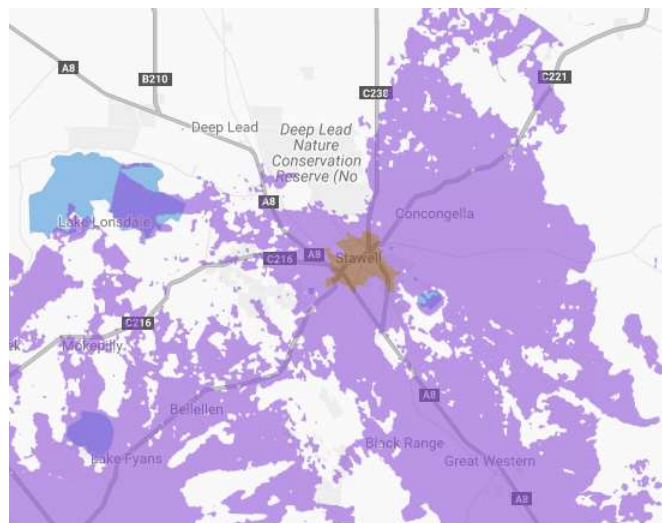 A8
B210
C238
C221
Deep Lead
Deep Lead
Nature
Conservation
Reserve (No
A8
Lake Lonsdale
Concongella
A8
C216
Stawell
C216
ek
Mokepilly
A8
Bellellen
Black Range
Lake Fyans
Great Western
A8